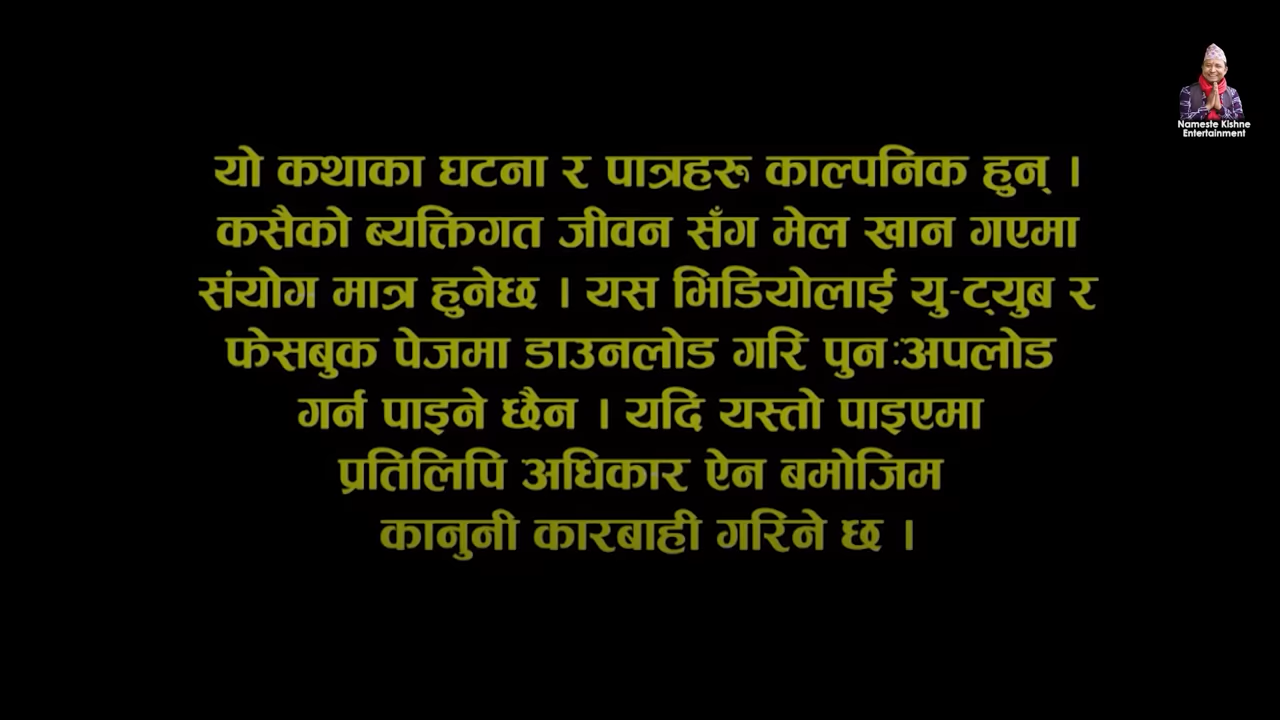 Nameste Kishne
Entertainment
यो कथाका घटना र पात्रहरू काल्पनिक हुन् ।
कसैको ब्यक्तिगत जीवन सँग मेल खान गएमा
संयोग मात्र हुनेछ । यस भिडियोलाई यु-ट्युब र
फेसबुक पेजमा डाउनलोड गरि पुनःअपलोड
गर्न पाइने छैन । यदि यस्तो पाइएमा
प्रतिलिपि अधिकार ऐन बमोजिम
कानुनी कारबाही गरिने छ ।